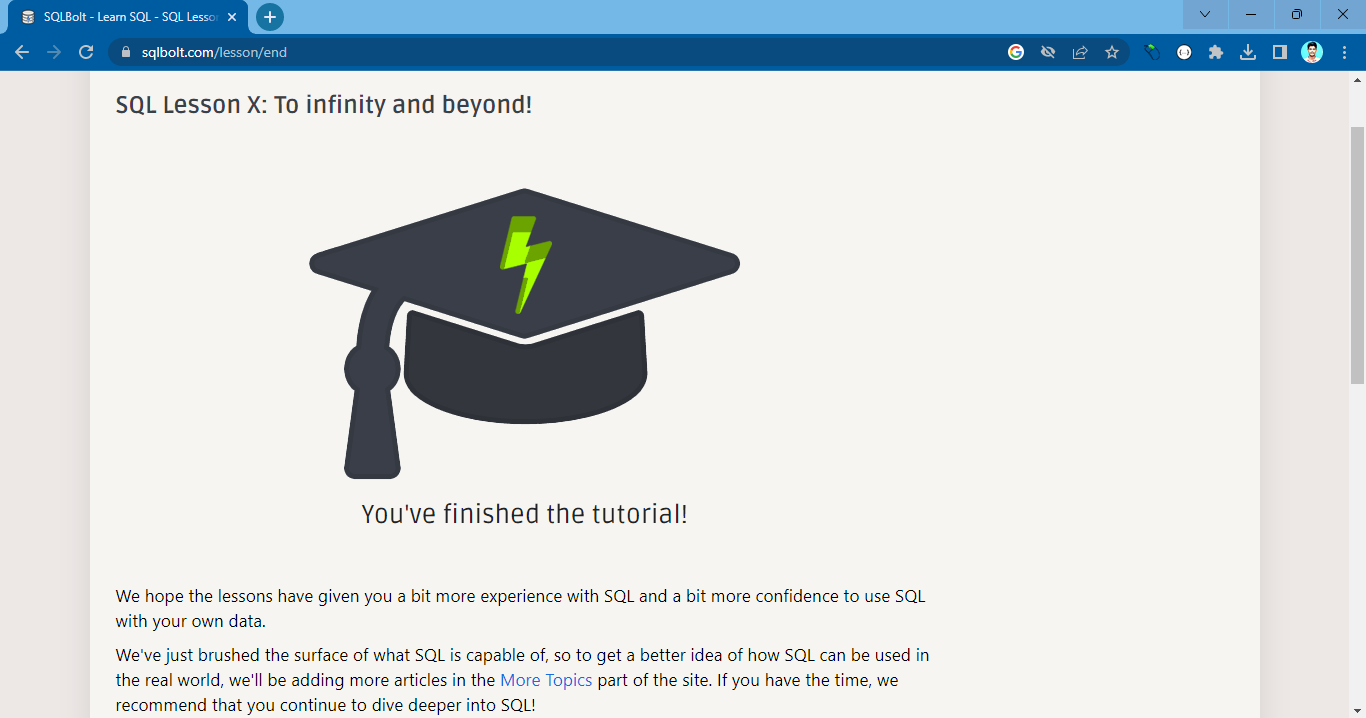 SQLBolt - Learn SQL - SQL Lesso
sqlbolt.com/lesson/end
SQL Lesson X: To infinity and beyond!
You've finished the tutorial!
We hope the lessons have given you a bit more experience with SQL and a bit more confidence to use SQL
with your own data.
We've just brushed the surface of what SQL is capable of, so to get a better idea of how SQL can be used in
the real world, we'll be adding more articles in the More Topics part of the site. If you have the time, we
recommend that you continue to dive deeper into SQL!